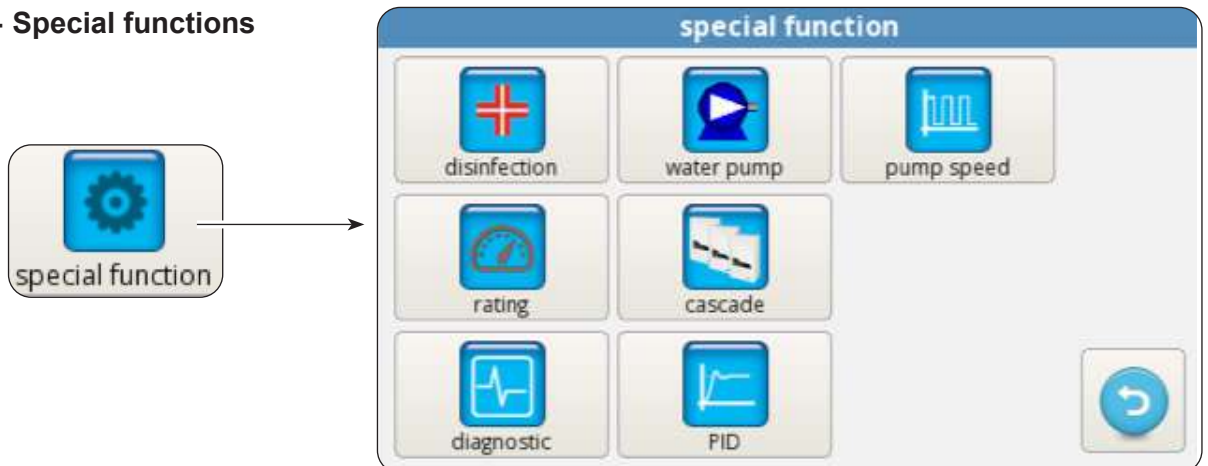 - Special functions
special function
special function
disinfection
water pump
pump speed
rating
cascade
diagnostic
PID